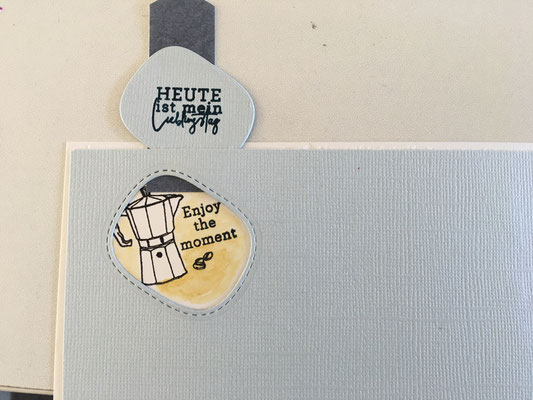 HEUTE
ist mein
Lieblingstag
Enjoy
the
moment